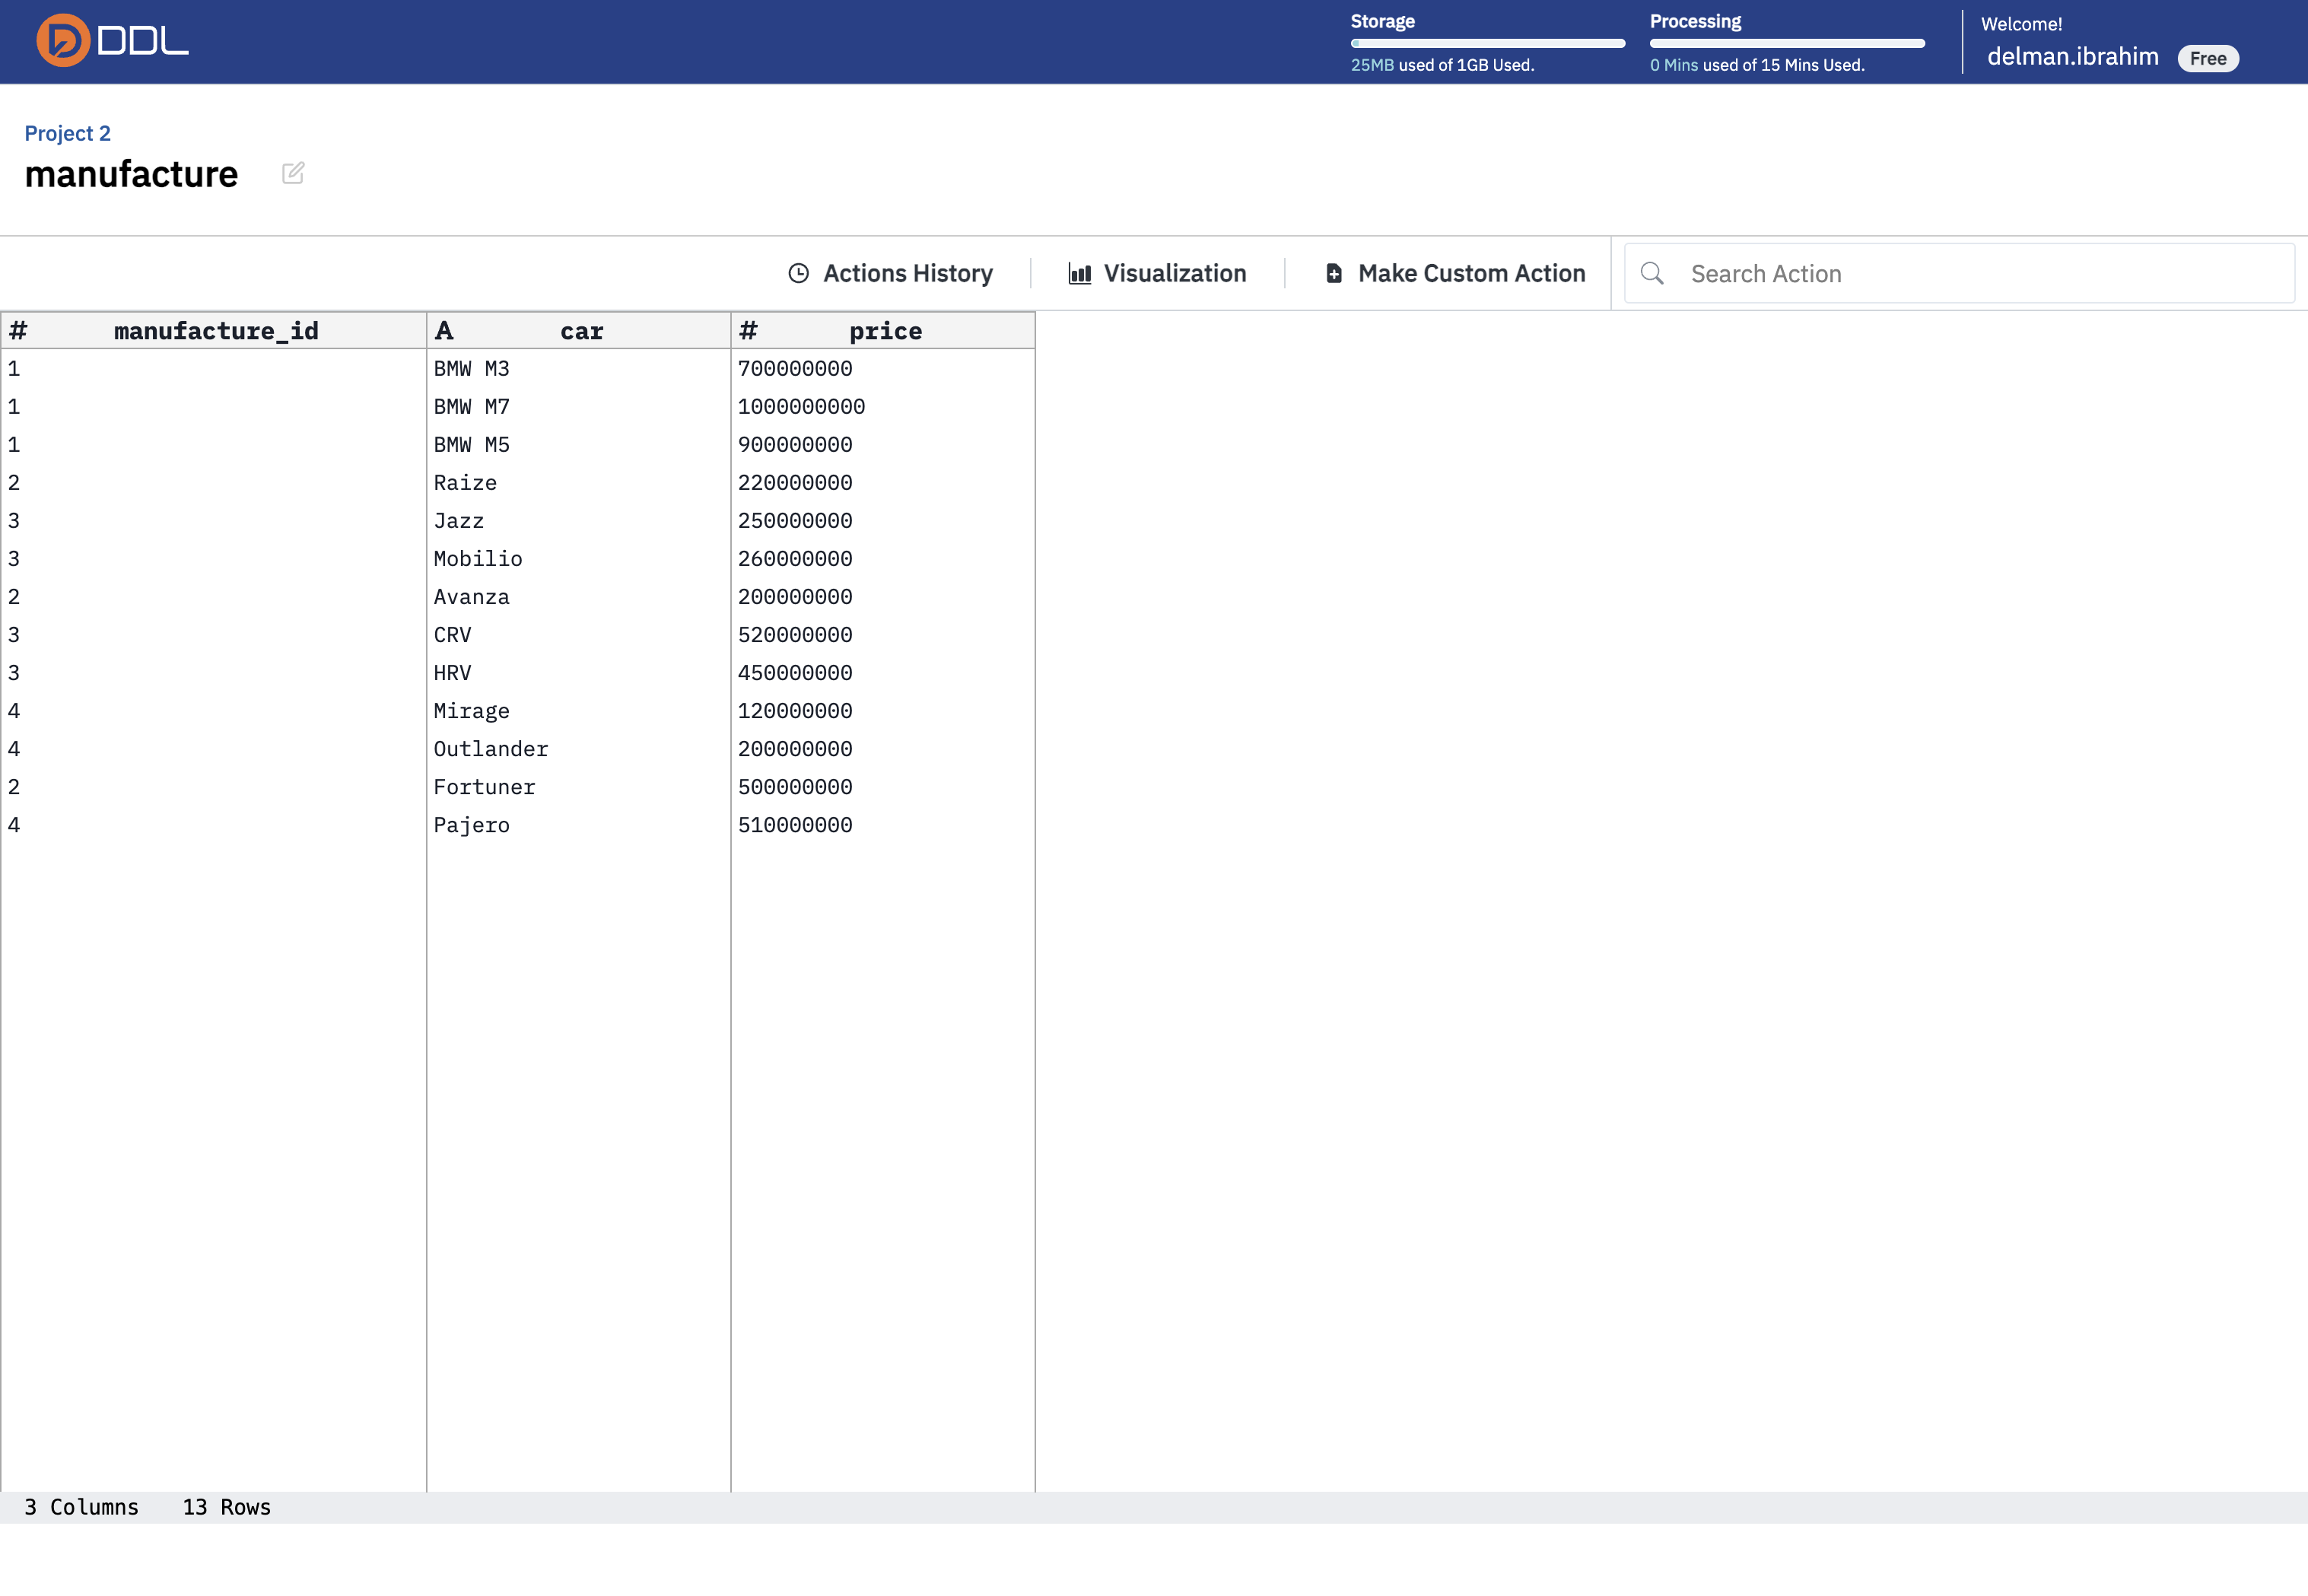 DDL
Storage
25MB used of 1GB Used.
Processing
0 Mins used of 15 Mins Used.
Welcome!
delman.ibrahim Free
Project 2
manufacture
Actions History Visualization Make Custom Action Search Action
# manufacture_id A car # price
1 BMW M3 700000000
1 BMW M7 1000000000
1 BMW M5 900000000
2 Raize 220000000
3 Jazz 250000000
3 Mobilio 260000000
2 Avanza 200000000
3 CRV 520000000
3 HRV 450000000
4 Mirage 120000000
4 Outlander 200000000
2 Fortuner 500000000
4 Pajero 510000000
3 Columns 13 Rows